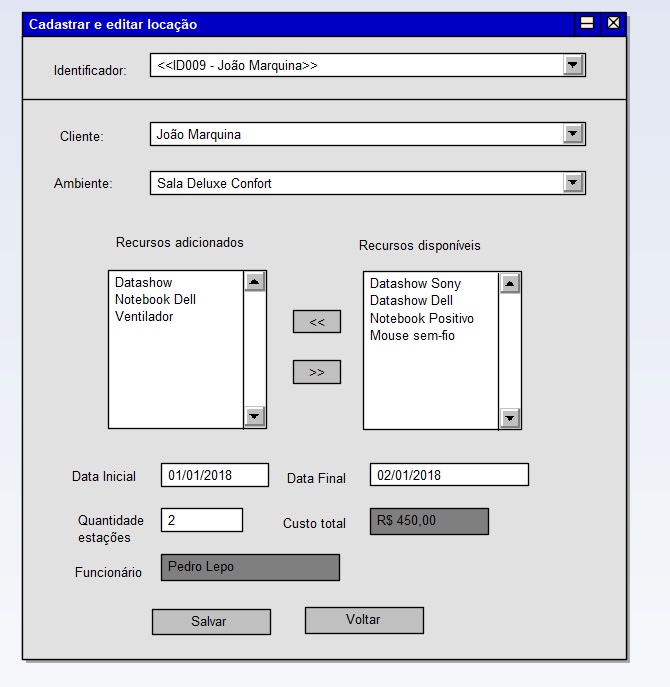 Cadastrar e editar locação
Identificador: <<ID009 - João Marquina>>
Cliente: João Marquina
Ambiente: Sala Deluxe Confort
Recursos adicionados
Recursos disponíveis
Datashow
Notebook Dell
Ventilador
<<
>>
Datashow Sony
Datashow Dell
Notebook Positivo
Mouse sem-fio
Data Inicial 01/01/2018 Data Final 02/01/2018
Quantidade
estações
2
Custo total R$ 450,00
Funcionário Pedro Lepo
Salvar Voltar